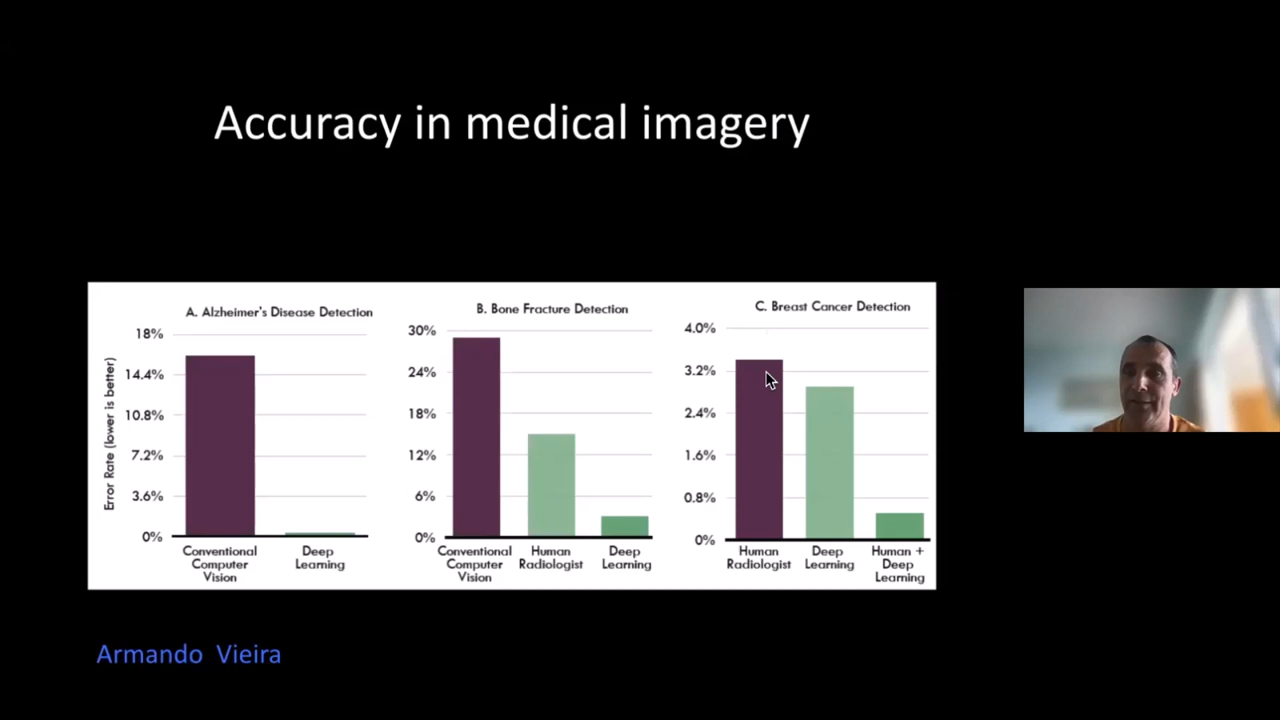 Accuracy in medical imagery
A. Alzheimer's Disease Detection
Error Rate (lower is better)
18%
14.4%
10.8%
7.2%
3.6%
0%
Conventional
Computer
Vision
Deep
Learning
B. Bone Fracture Detection
30%
24%
18%
12%
6%
0%
Conventional
Computer
Vision
Human
Radiologist
Deep
Learning
C. Breast Cancer Detection
4.0%
3.2%
2.4%
1.6%
0.8%
0%
Human
Radiologist
Deep
Learning
Human +
Deep
Learning
Armando Vieira